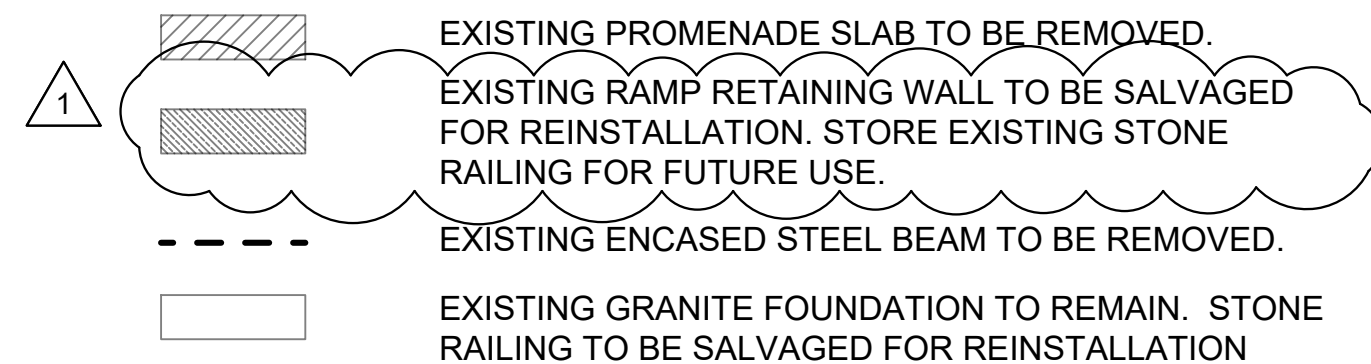 EXISTING PROMENADE SLAB TO BE REMOVED.
1
EXISTING RAMP RETAINING WALL TO BE SALVAGED
FOR REINSTALLATION. STORE EXISTING STONE
RAILING FOR FUTURE USE.
EXISTING ENCASED STEEL BEAM TO BE REMOVED.
EXISTING GRANITE FOUNDATION TO REMAIN. STONE
RAILING TO BE SALVAGED FOR REINSTALLATION